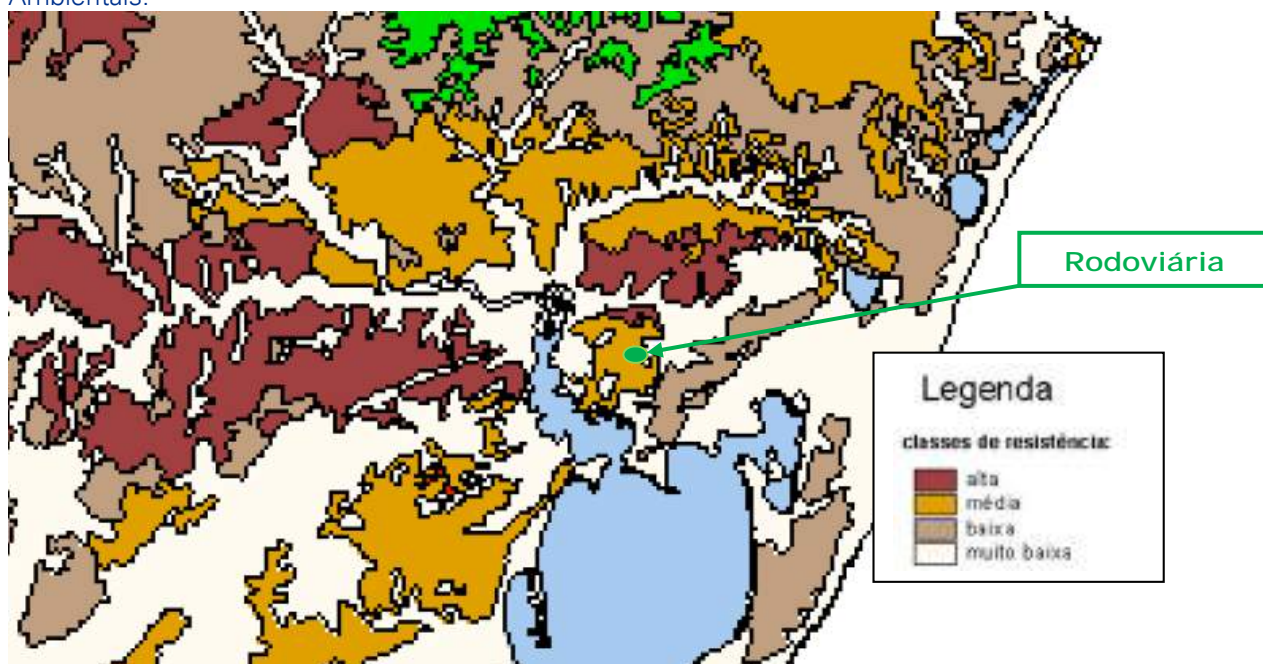 Ambientais.
Rodoviária
Legenda
classes de resistência:
alta
média
baixa
muito baixa